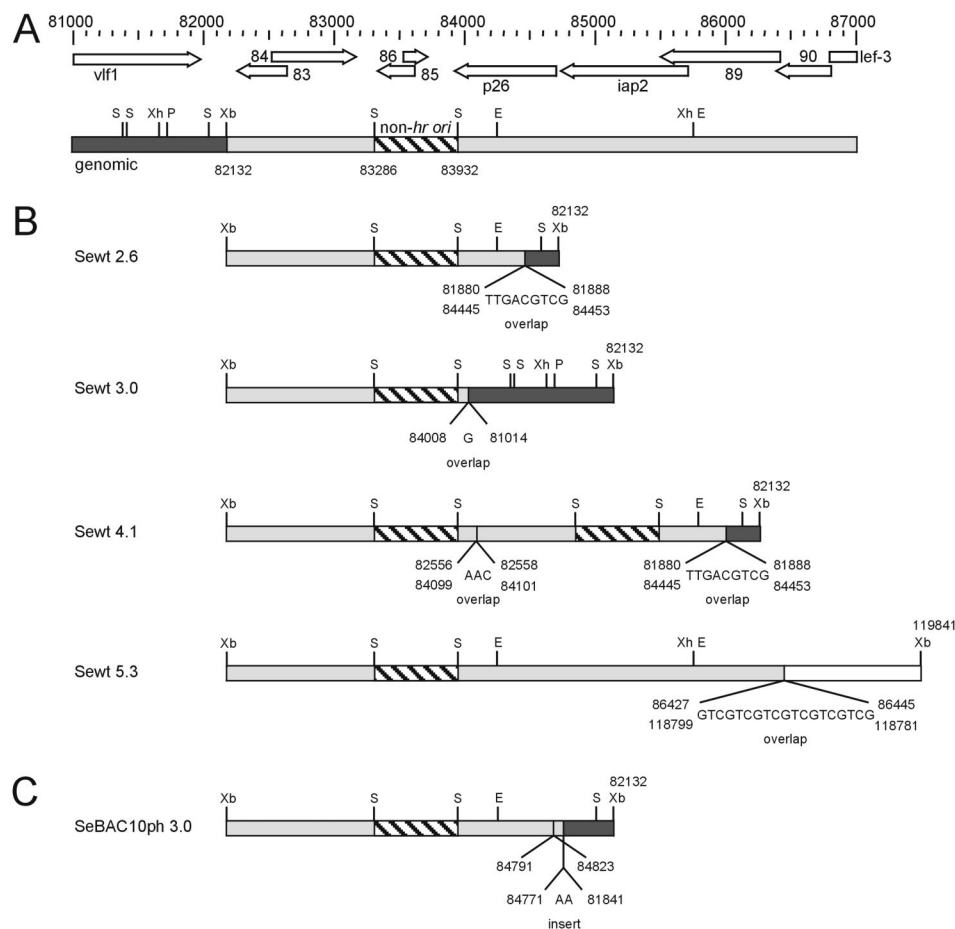 A
81000 82000 83000 84000 85000 86000 87000
84 86 90 lef-3
vlf1 83 85 p26 iap2 89
S S Xh P S Xb S non-hr ori S E Xh E
genomic 82132 83286 83932
B
82132
Xb S S E S Xb
Sewt 2.6
81880 81888
TTGACGTCG
84445 84453
overlap
82132
Xb S S S S Xh P S Xb
Sewt 3.0
84008 G 81014
overlap
82132
Xb S S S S E S Xb
Sewt 4.1
82556 82558 81880 81888
AAC TTGACGTCG
84099 84101 84445 84453
overlap overlap
119841
Xb S S E Xh E Xb
Sewt 5.3
86427 86445
GTCGTCGTCGTCGTCGTCG
118799 118781
overlap
C
82132
Xb S S E S Xb
SeBAC10ph 3.0
84791 84823
84771 AA 81841
insert